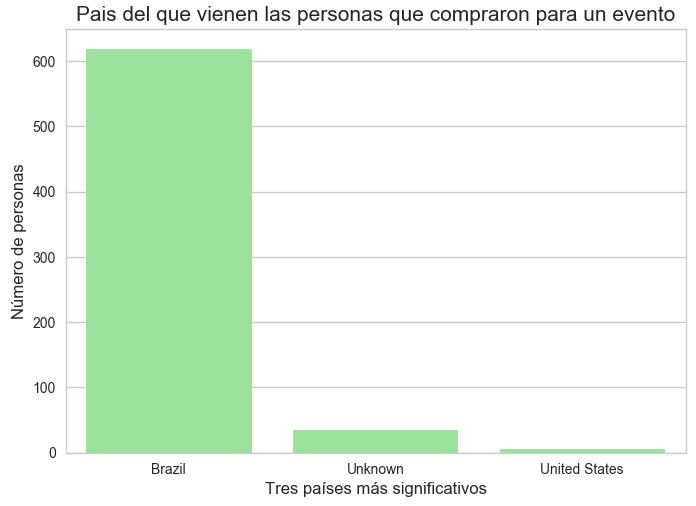 Pais del que vienen las personas que compraron para un evento
Número de personas
600
500
400
300
200
100
0
Brazil
Unknown
United States
Tres países más significativos